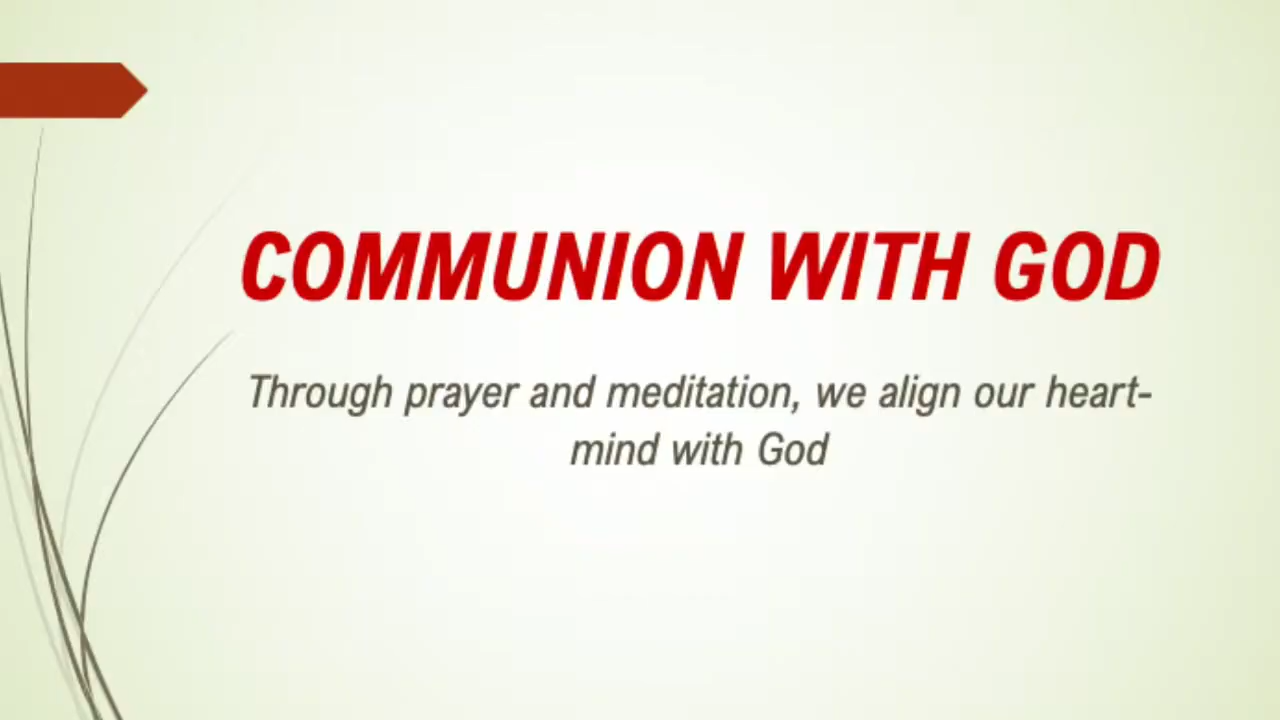 COMMUNION WITH GOD
Through prayer and meditation, we align our heart-
mind with God